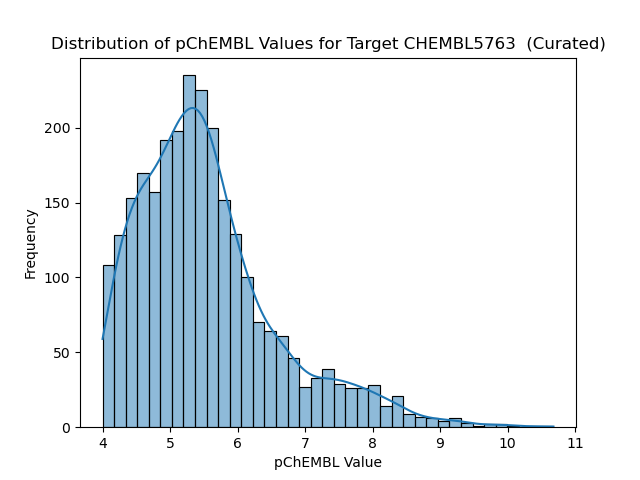 Distribution of pChEMBL Values for Target CHEMBL5763  (Curated)
200
150
100
50
0
Frequency
4 5 6 7 8 9 10 11
pChEMBL Value